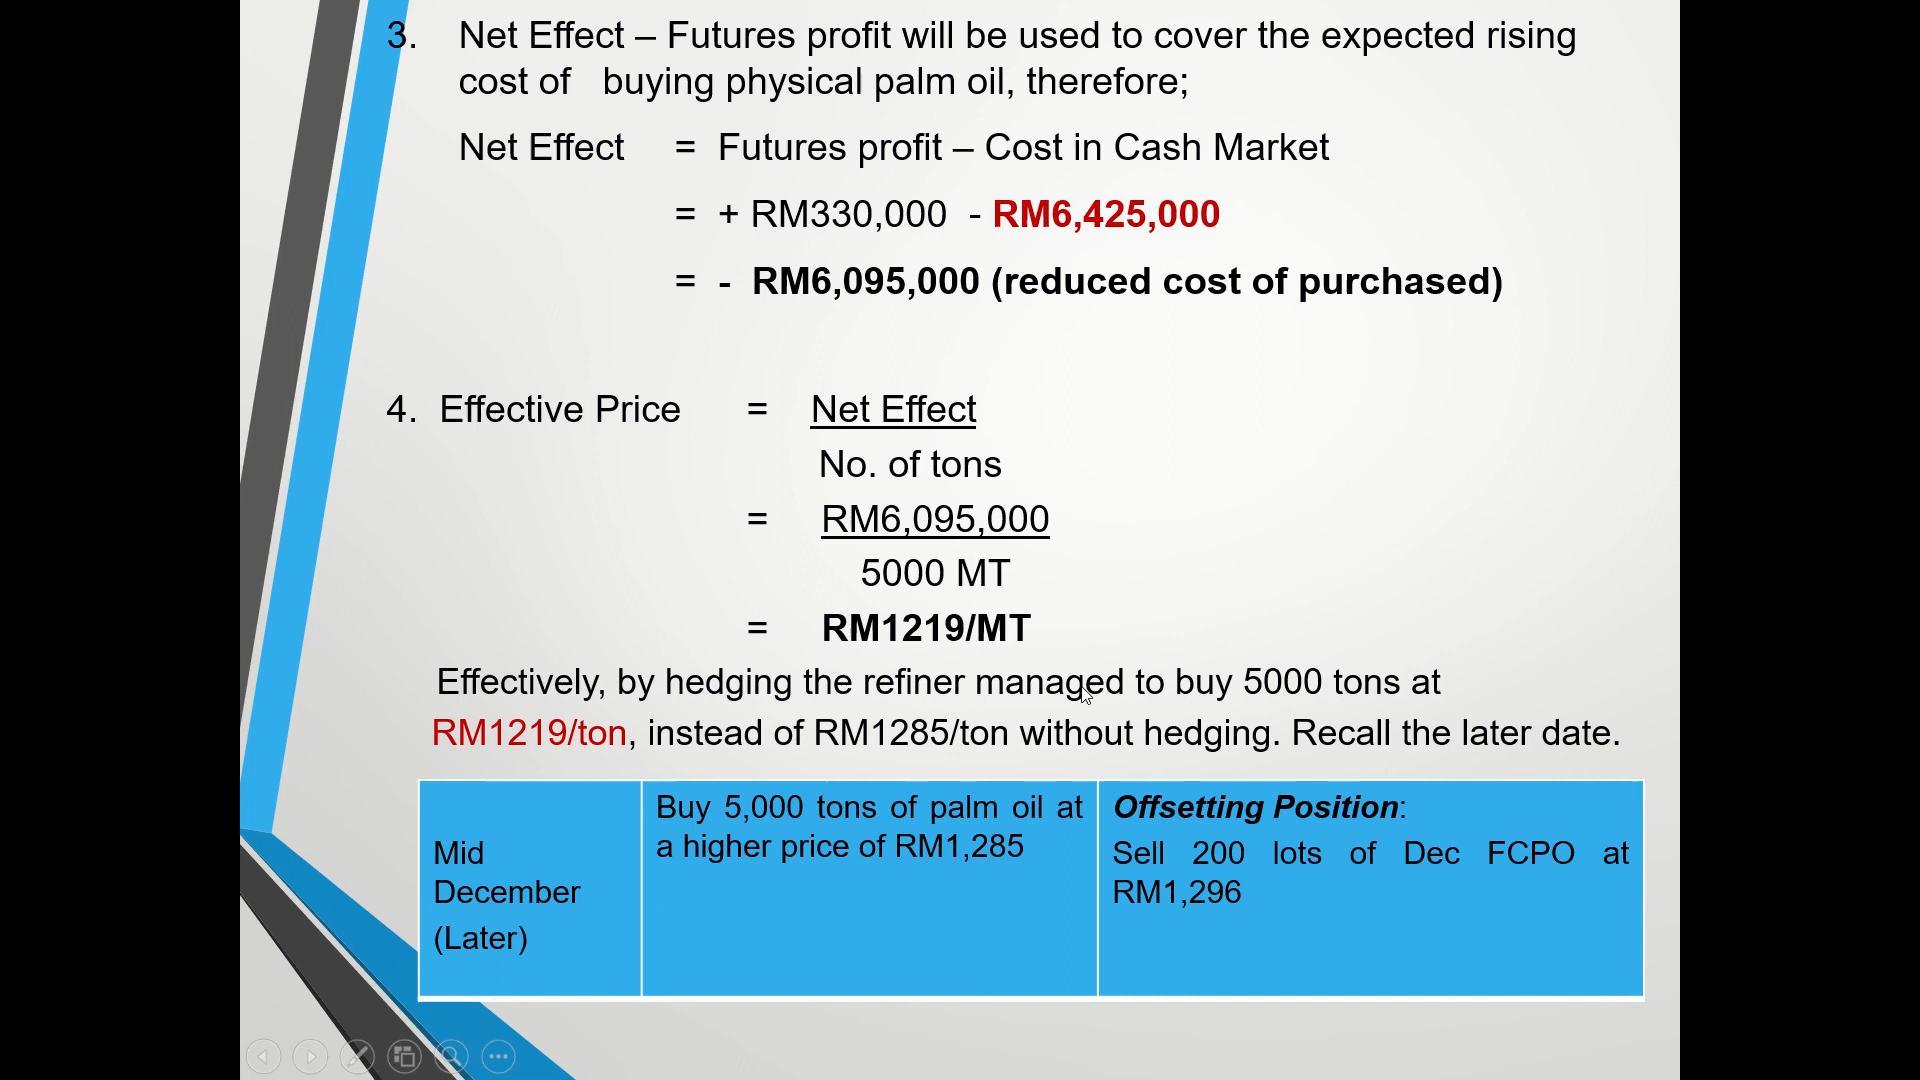 3. Net Effect – Futures profit will be used to cover the expected rising
cost of buying physical palm oil, therefore;
Net Effect = Futures profit – Cost in Cash Market
= + RM330,000 - RM6,425,000
= - RM6,095,000 (reduced cost of purchased)
4. Effective Price = Net Effect
No. of tons
= RM6,095,000
5000 MT
= RM1219/MT
Effectively, by hedging the refiner managed to buy 5000 tons at
RM1219/ton, instead of RM1285/ton without hedging. Recall the later date.
Mid
December
(Later)
Buy 5,000 tons of palm oil at
a higher price of RM1,285
Offsetting Position:
Sell 200 lots of Dec FCPO at
RM1,296